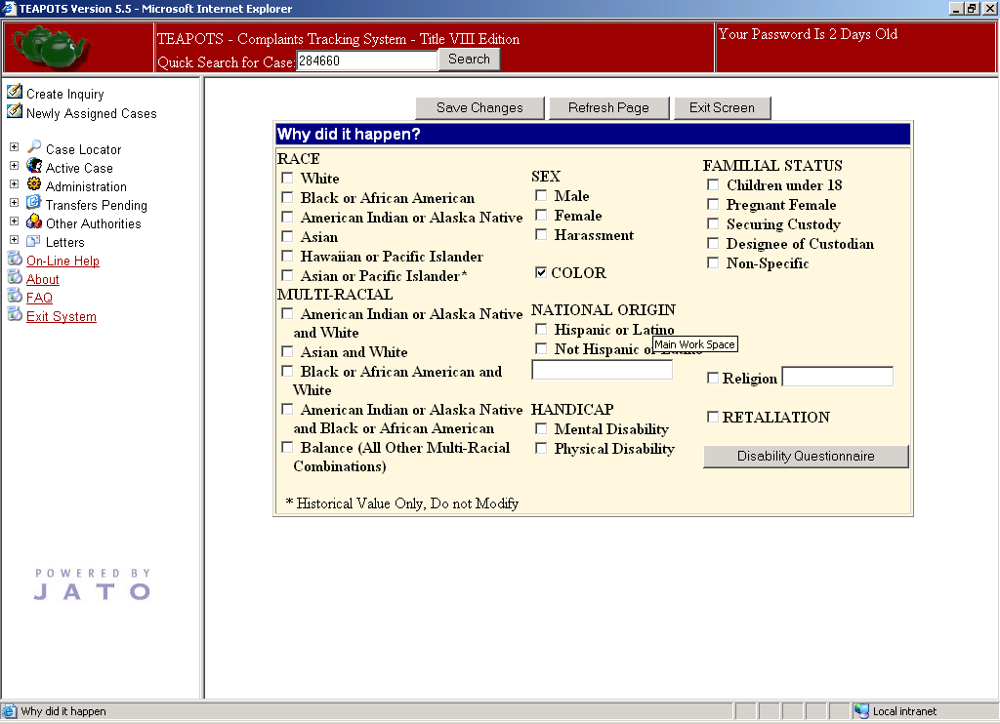 TEAPOTS Version 5.5 - Microsoft Internet Explorer
TEAPOTS - Complaints Tracking System - Title VIII Edition
Quick Search for Case: 284660 Search
Your Password Is 2 Days Old
Create Inquiry
Newly Assigned Cases
Case Locator
Active Case
Administration
Transfers Pending
Other Authorities
Letters
On-Line Help
About
FAQ
Exit System
POWERED BY
JATO
Save Changes Refresh Page Exit Screen
Why did it happen?
RACE
White
Black or African American
American Indian or Alaska Native
Asian
Hawaiian or Pacific Islander
Asian or Pacific Islander*
MULTI-RACIAL
American Indian or Alaska Native
and White
Asian and White
Black or African American and
White
American Indian or Alaska Native
and Black or African American
Balance (All Other Multi-Racial
Combinations)
* Historical Value Only, Do not Modify
SEX
Male
Female
Harassment
COLOR
NATIONAL ORIGIN
Hispanic or Latino
Not Hispanic or Latino
Main Work Space
HANDICAP
Mental Disability
Physical Disability
FAMILIAL STATUS
Children under 18
Pregnant Female
Securing Custody
Designee of Custodian
Non-Specific
Religion
RETALIATION
Disability Questionnaire
Why did it happen
Local intranet